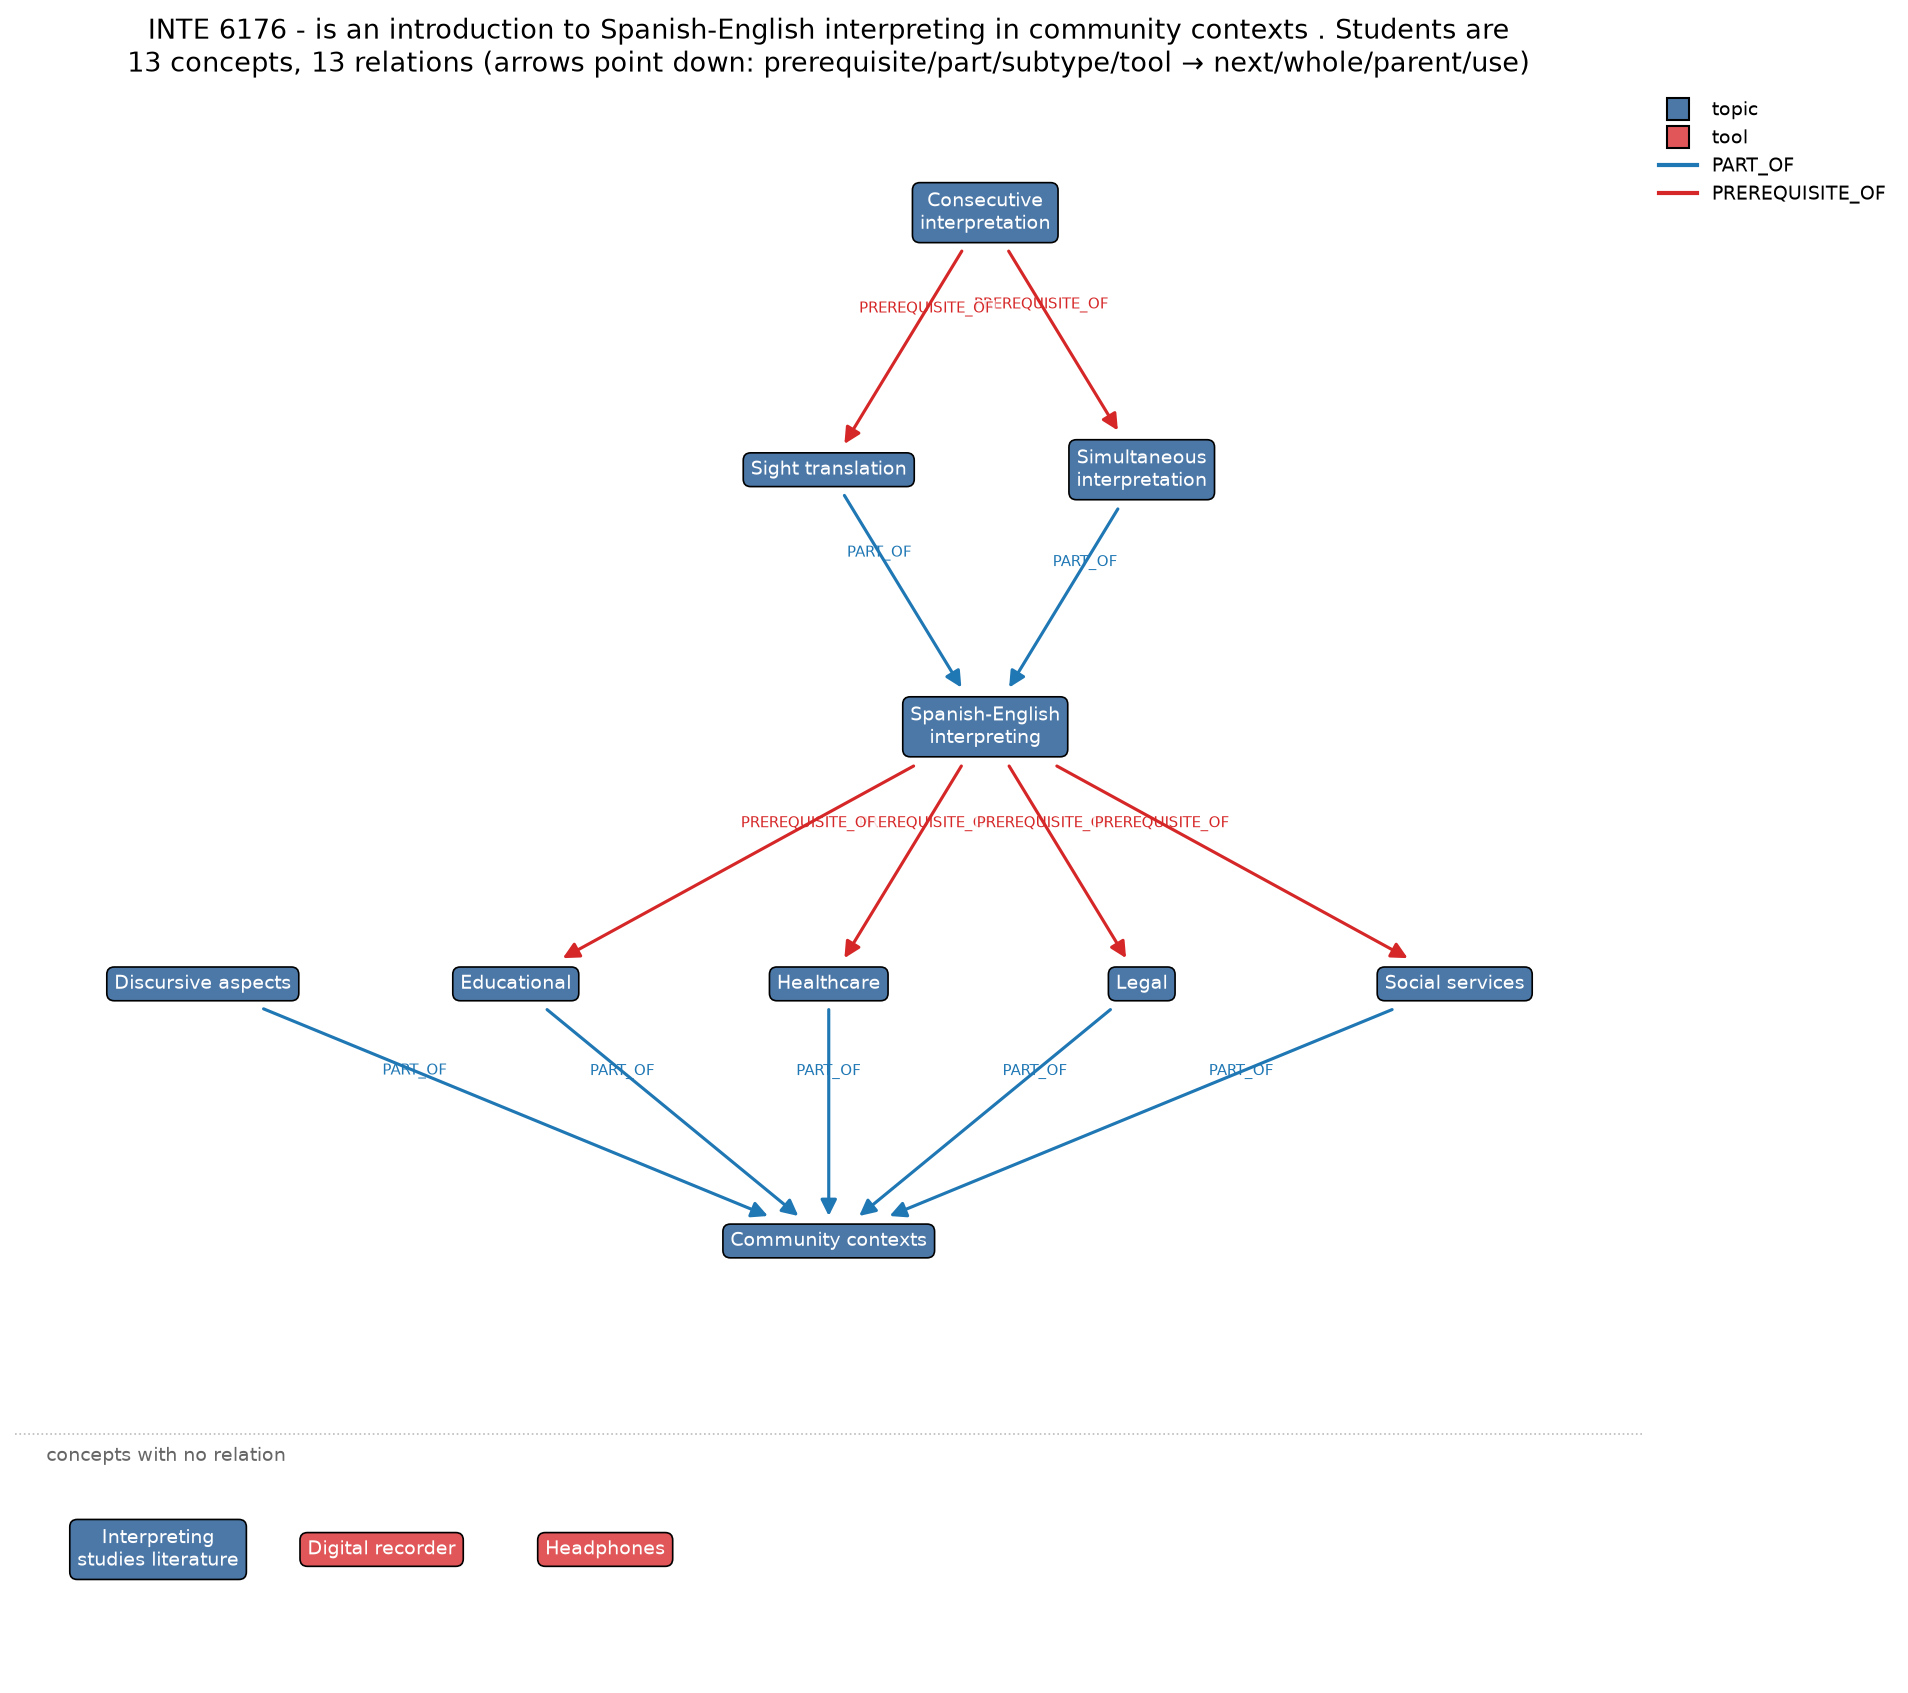 INTE 6176 - is an introduction to Spanish-English interpreting in community contexts . Students are
13 concepts, 13 relations (arrows point down: prerequisite/part/subtype/tool → next/whole/parent/use)
topic
tool
PART_OF
PREREQUISITE_OF
Consecutive
interpretation
PREREQUISITE_OF
PREREQUISITE_OF
Sight translation
Simultaneous
interpretation
PART_OF
PART_OF
Spanish-English
interpreting
PREREQUISITE_OF
EREQUISITE_
PREREQUISITE_
PREREQUISITE_OF
Discursive aspects
Educational
Healthcare
Legal
Social services
PART_OF
PART_OF
PART_OF
PART_OF
PART_OF
Community contexts
concepts with no relation
Interpreting
studies literature
Digital recorder
Headphones